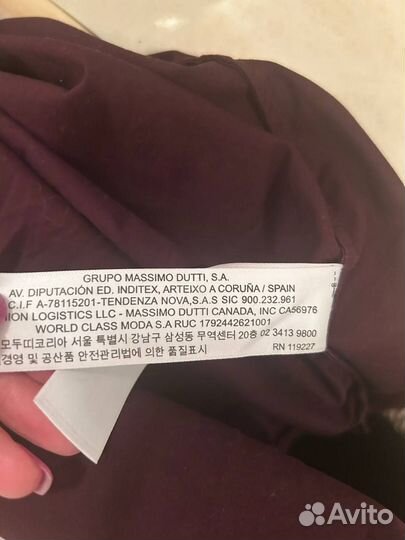 GRUPO MASSIMO DUTTI, S.A.
AV. DIPUTACIÓN ED. INDITEX, ARTEIXO A CORUÑA / SPAIN
C.I.F A-78115201-TENDENZA NOVA,S.A.S SIC 900.232.961
LOGISTICS LLC - MASSIMO DUTTI CANADA, INC CA56976
WORLD CLASS MODA S.A RUC 1792442621001
모두띠코리아 서울 특별시 강남구 삼성동 무역센터 20층 02 3413 9800
경영 및 공산품 안전관리법에 의한 품질표시
RN 119227
Avito